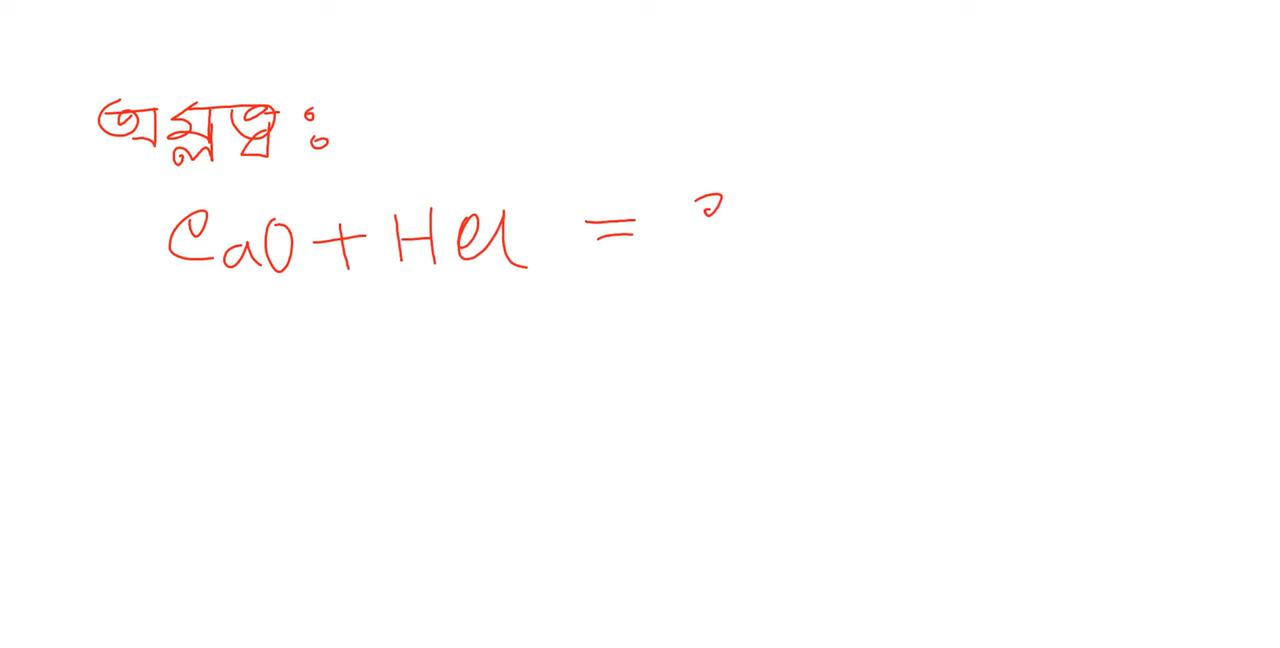 অম্লত্ব :
CaO + HCl =